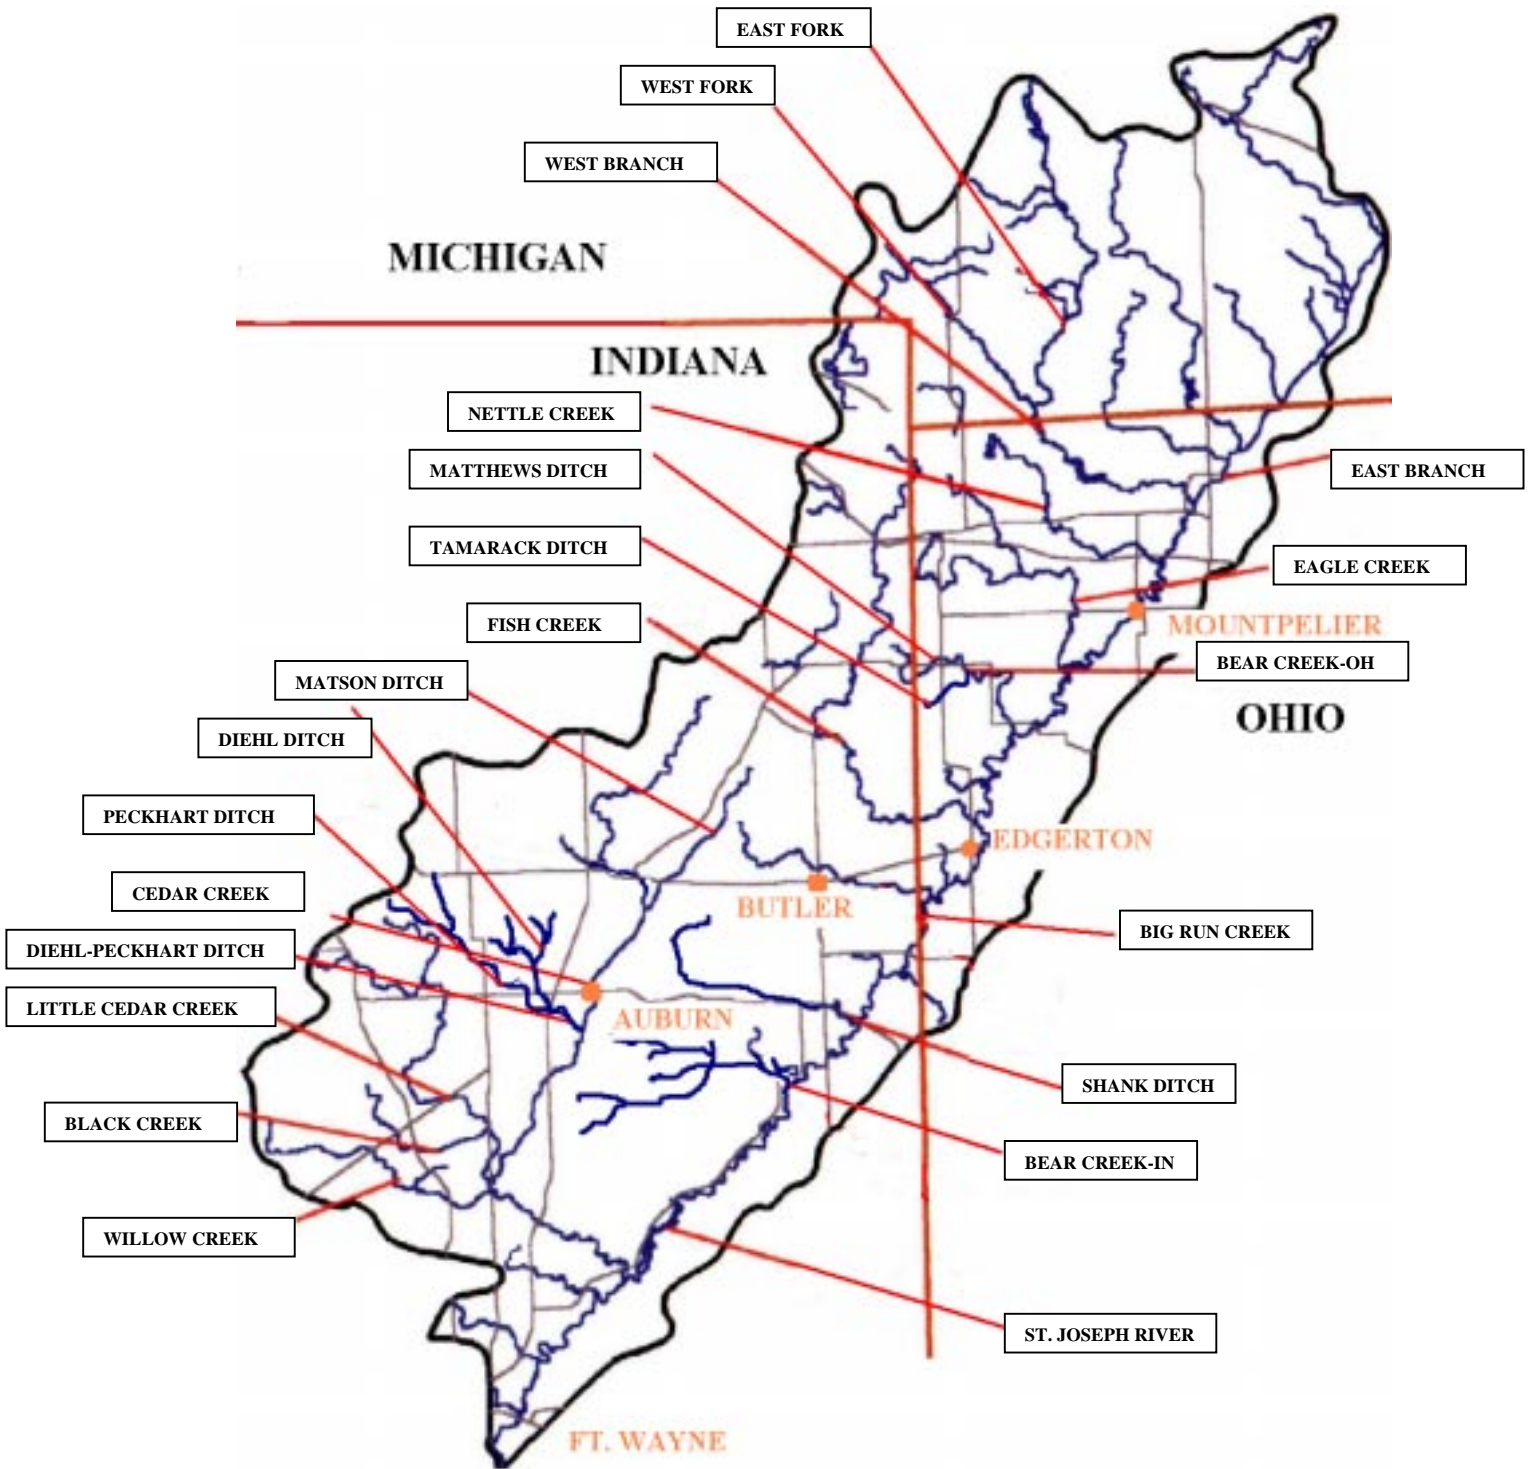 EAST FORK
WEST FORK
WEST BRANCH
MICHIGAN
INDIANA
NETTLE CREEK
MATTHEWS DITCH
EAST BRANCH
TAMARACK DITCH
EAGLE CREEK
FISH CREEK
MOUNTPELIER
BEAR CREEK-OH
MATSON DITCH
OHIO
DIEHL DITCH
PECKHART DITCH
EDGERTON
CEDAR CREEK
BUTLER
BIG RUN CREEK
DIEHL-PECKHART DITCH
LITTLE CEDAR CREEK
AUBURN
SHANK DITCH
BLACK CREEK
BEAR CREEK-IN
WILLOW CREEK
ST. JOSEPH RIVER
FT. WAYNE